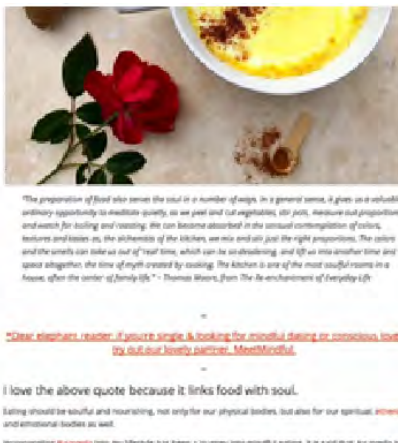 "The preparation of food also serves the soul in a number of ways. In a general sense, it gives us a valuable
ordinary opportunity to meditate quietly, as we peel and cut vegetables, stir pots, measure out proportions
and watch for boiling and roasting. We can become absorbed in the sensual contemplation of colors,
textures and tastes as, the alchemists of the kitchen, we mix and stir just the right proportions. The colors
and the smells can take us out of "real" time, which can be so deadening, and lift us into another time and
space altogether, the time of myth created by cooking. The kitchen is one of the most soulful rooms in a
house, often the center of family life." ~ Thomas Moore, from The Re-enchantment of Everyday Life
~
*Dear elephant reader, if you're single & looking for mindful dating or conscious love
try out our lovely partner, MeetMindful.
~
I love the above quote because it links food with soul.
Eating should be soulful and nourishing, not only for our physical bodies, but also for our spiritual,
and emotional bodies as well.